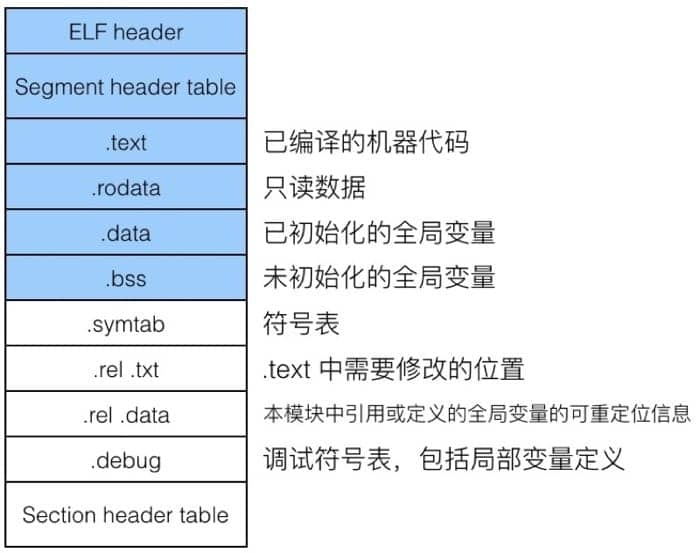 ELF header
Segment header table
.text 已编译的机器代码
.rodata 只读数据
.data 已初始化的全局变量
.bss 未初始化的全局变量
.symtab 符号表
.rel .txt .text 中需要修改的位置
.rel .data 本模块中引用或定义的全局变量的可重定位信息
.debug 调试符号表，包括局部变量定义
Section header table